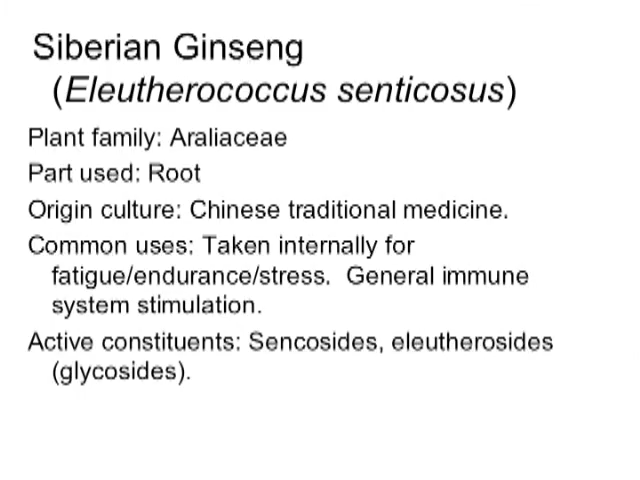 Siberian Ginseng
(Eleutherococcus senticosus)
Plant family: Araliaceae
Part used: Root
Origin culture: Chinese traditional medicine.
Common uses: Taken internally for
fatigue/endurance/stress.  General immune
system stimulation.
Active constituents: Sencosides, eleutherosides
(glycosides).